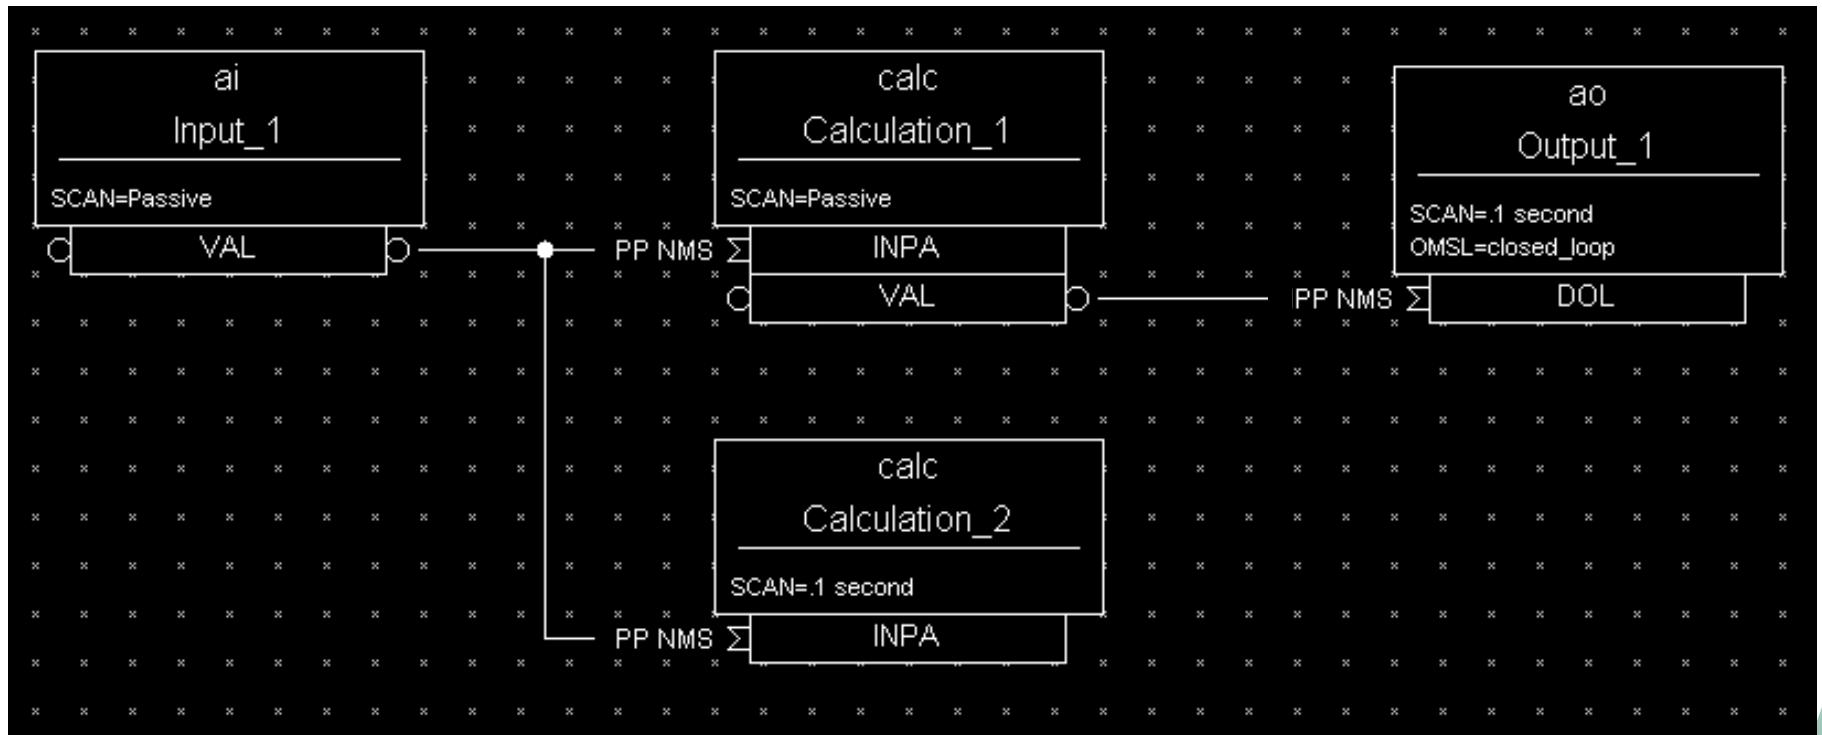 ai
Input_1
SCAN=Passive
VAL
calc
Calculation_1
SCAN=Passive
PP NMS INPA
VAL
ao
Output_1
SCAN=.1 second
OMSL=closed_loop
PP NMS DOL
calc
Calculation_2
SCAN=.1 second
PP NMS INPA